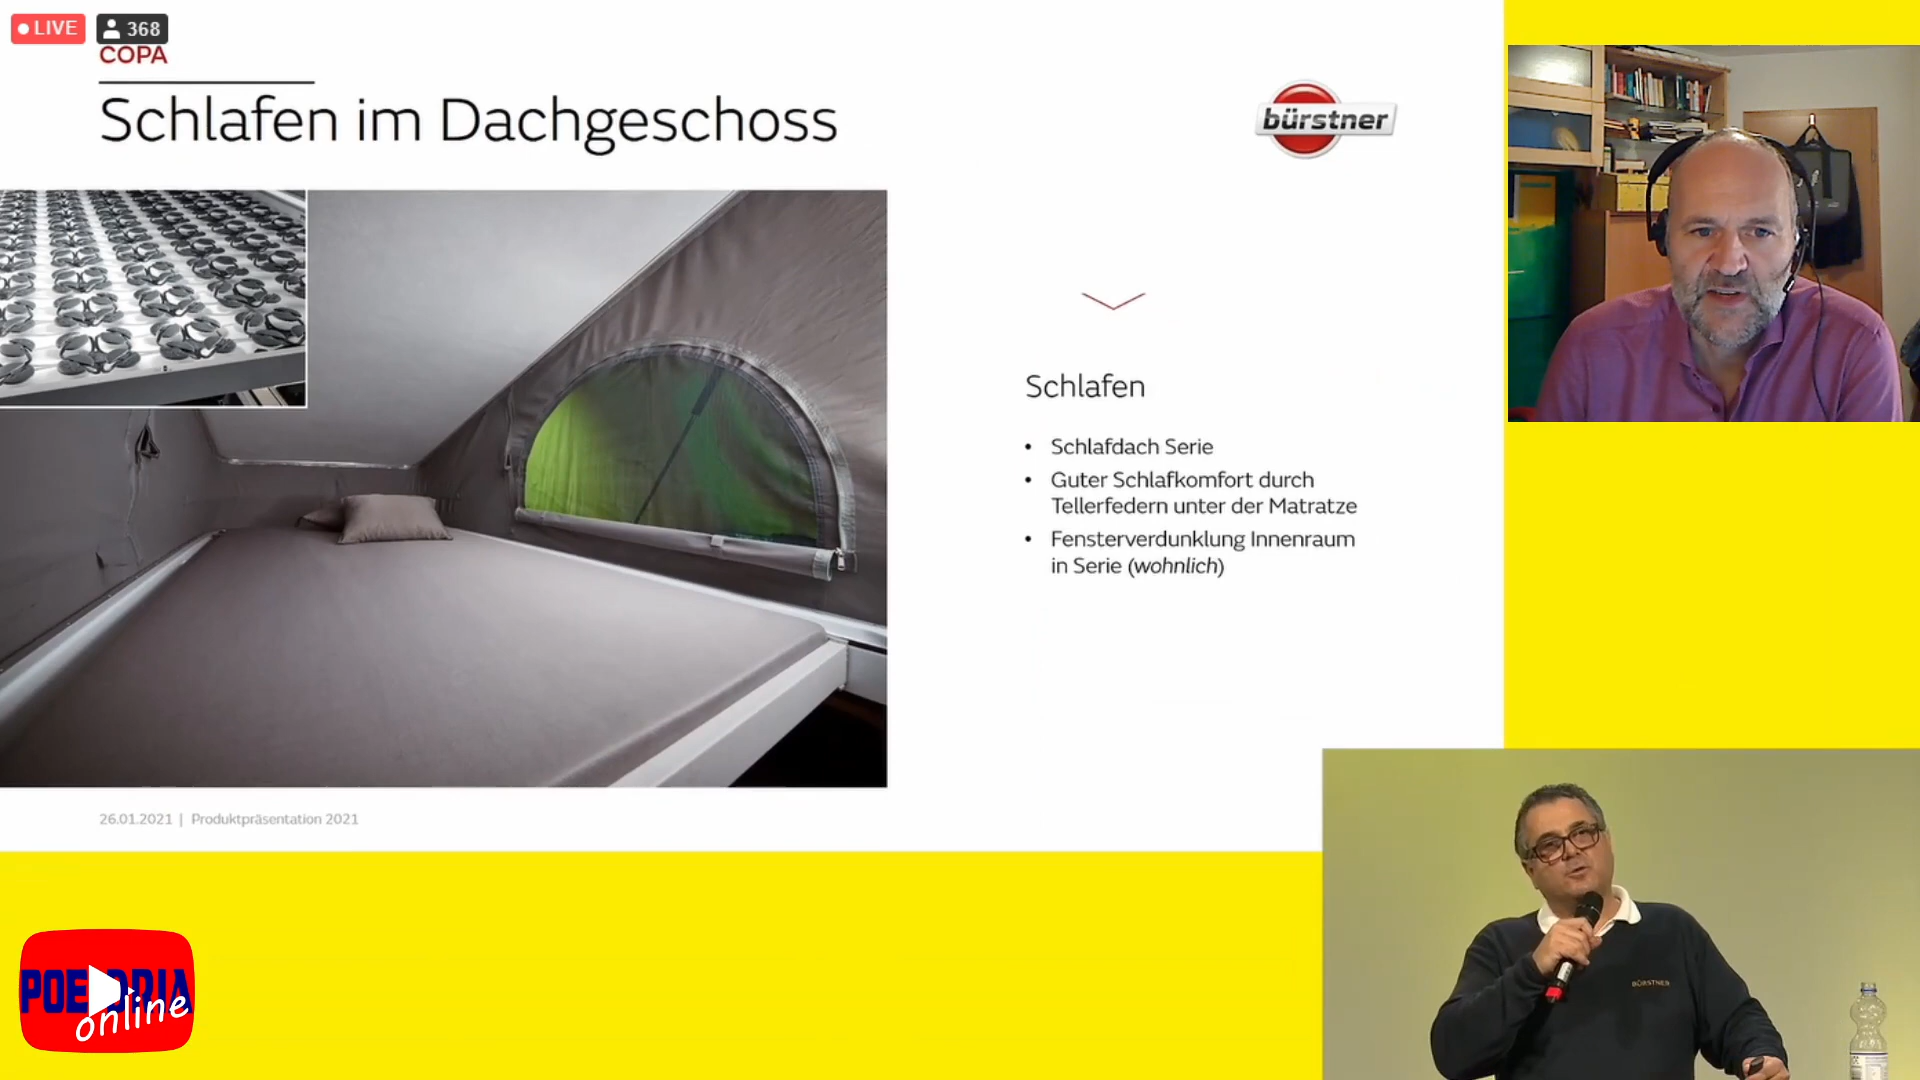 LIVE
368
COPA
Schlafen im Dachgeschoss
bürstner
Schlafen
• Schlafdach Serie
• Guter Schlafkomfort durch
Tellerfedern unter der Matratze
• Fensterverdunklung Innenraum
in Serie (wohnlich)
26.01.2021 | Produktpräsentation 2021
online
BÜRSTNER